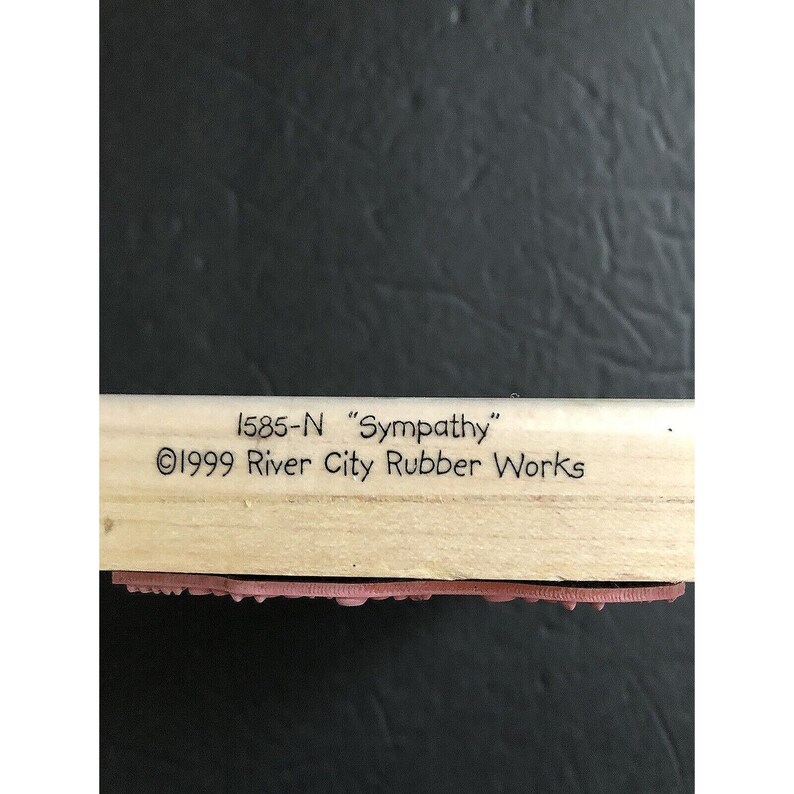 1585-N "Sympathy"
©1999 River City Rubber Works